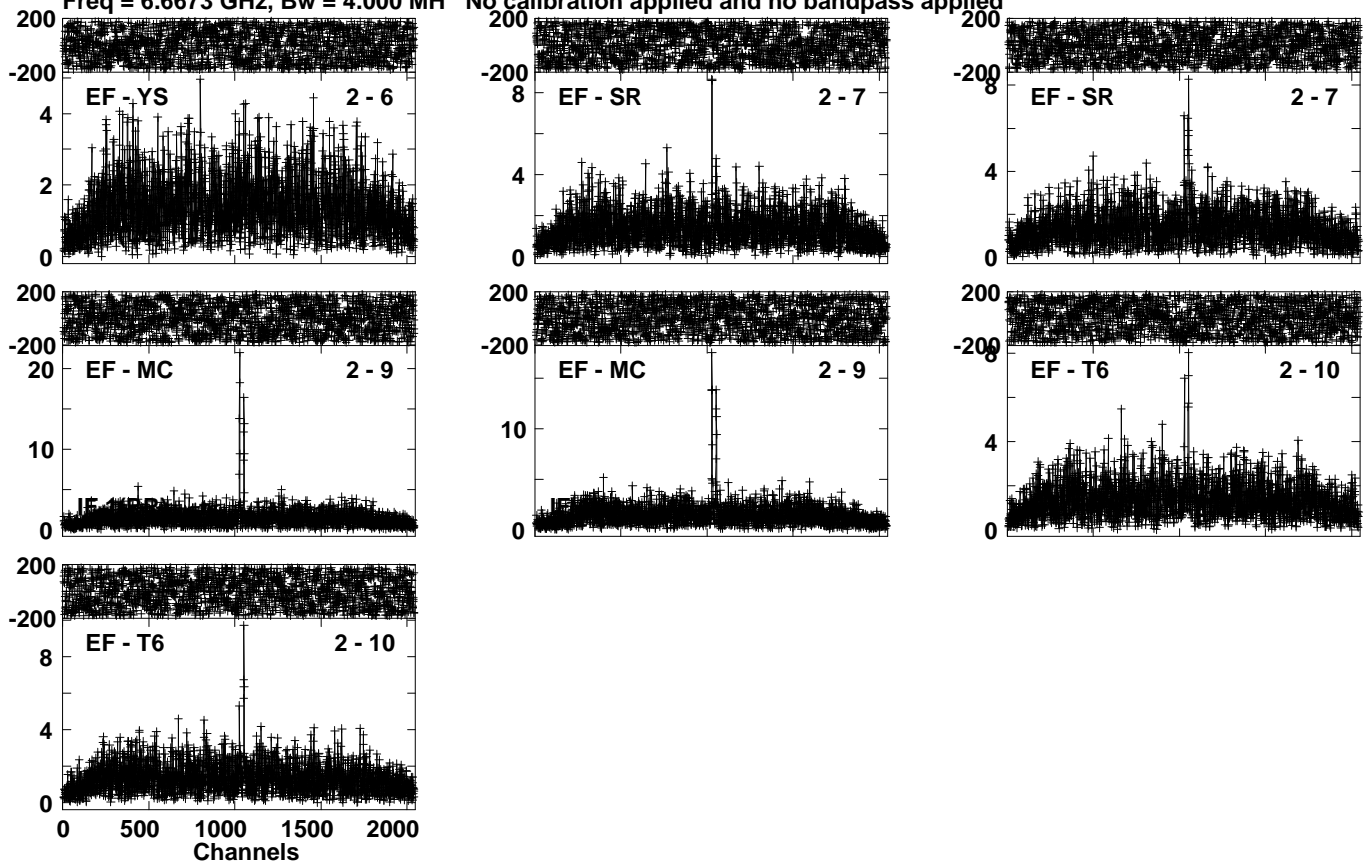 Freq = 6.6673 GHz, Bw = 4.000 MH No calibration applied and no bandpass applied
200 200 200
-200 -200 -200
EF - YS 2 - 6 EF - SR 2 - 7 EF - SR 2 - 7
4 8 8
2 4 4
0 0 0
200 200 200
-200 -200 -200
EF - MC 2 - 9 EF - MC 2 - 9 EF - T6 2 - 10
20 10 8
10 4
0 0 0
200
-200
EF - T6 2 - 10
8
4
0
0 500 1000 1500 2000
Channels